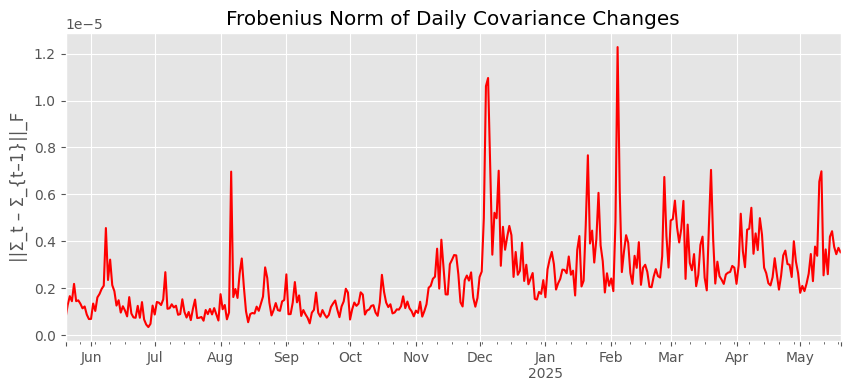 Frobenius Norm of Daily Covariance Changes
1e−5
1.2
1.0
0.8
0.6
0.4
0.2
0.0
||Σ_t − Σ_{t−1}||_F
Jun Jul Aug Sep Oct Nov Dec Jan Feb Mar Apr May
2025